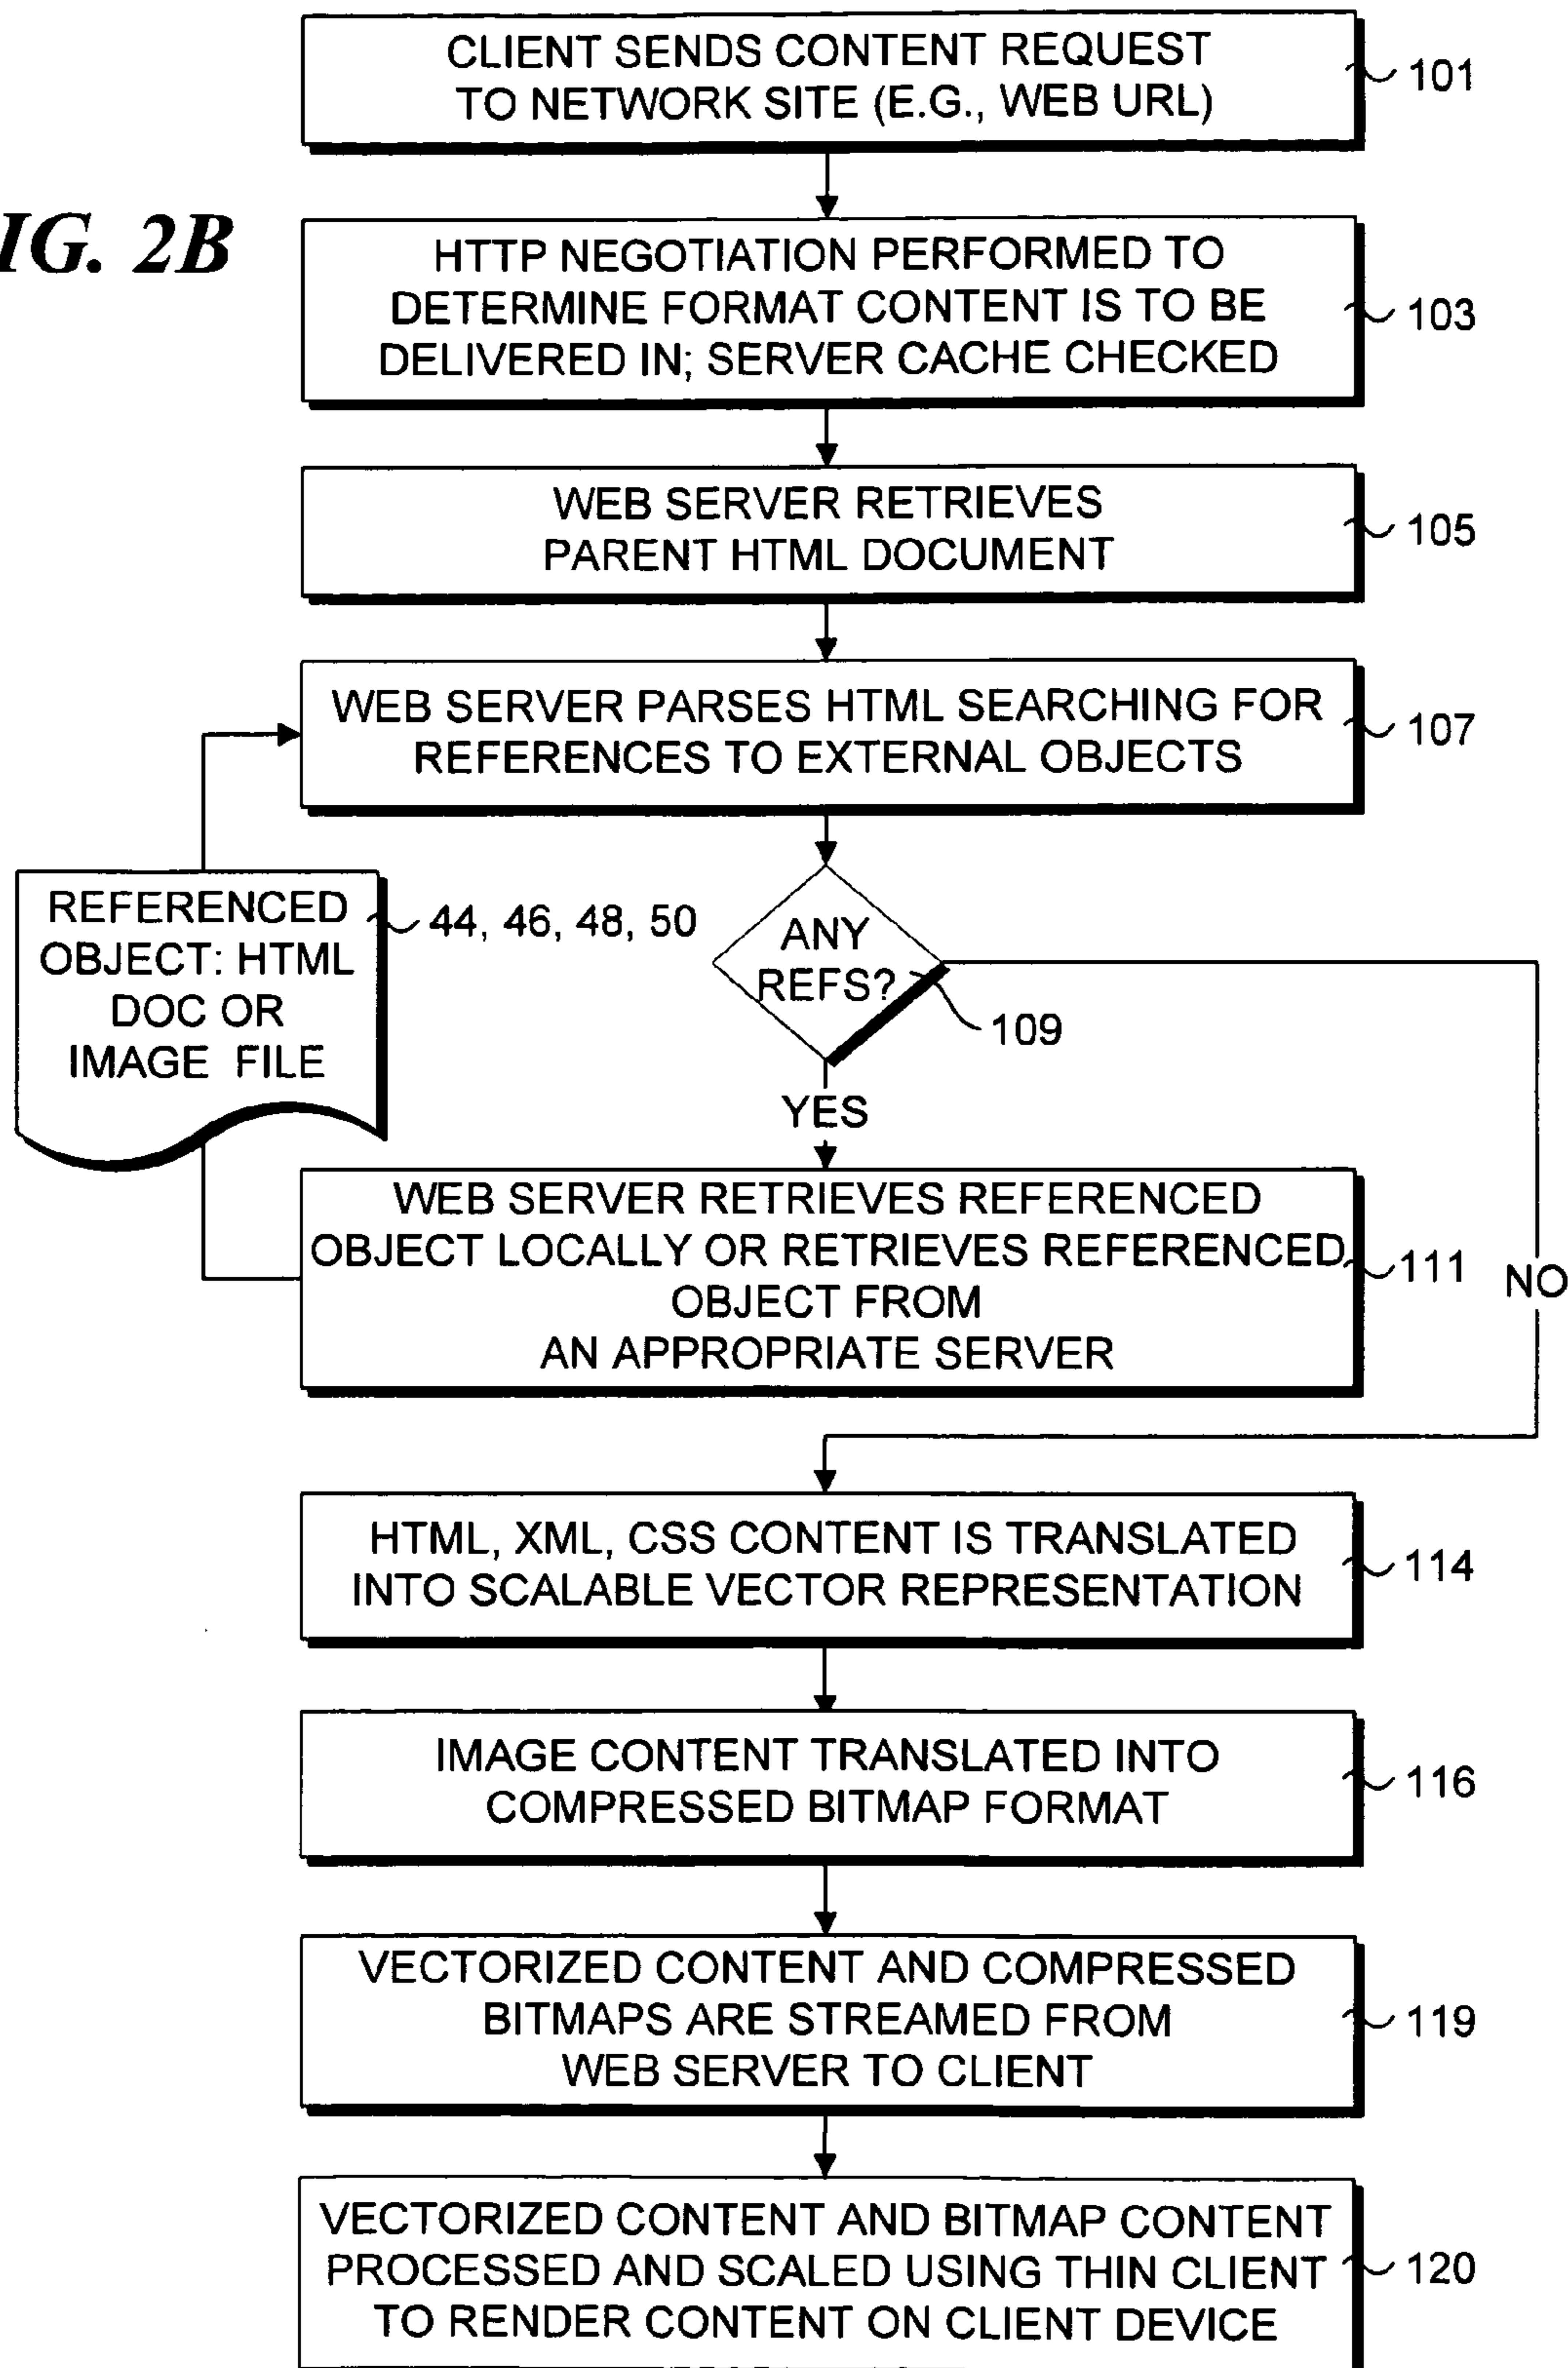 CLIENT SENDS CONTENT REQUEST
TO NETWORK SITE (E.G., WEB URL)
101
IG. 2B
HTTP NEGOTIATION PERFORMED TO
DETERMINE FORMAT CONTENT IS TO BE
DELIVERED IN; SERVER CACHE CHECKED
103
WEB SERVER RETRIEVES
PARENT HTML DOCUMENT
105
WEB SERVER PARSES HTML SEARCHING FOR
REFERENCES TO EXTERNAL OBJECTS
107
REFERENCED
OBJECT: HTML
DOC OR
IMAGE FILE
44, 46, 48, 50
ANY
REFS?
109
YES
WEB SERVER RETRIEVES REFERENCED
OBJECT LOCALLY OR RETRIEVES REFERENCED
OBJECT FROM
AN APPROPRIATE SERVER
111
NO
HTML, XML, CSS CONTENT IS TRANSLATED
INTO SCALABLE VECTOR REPRESENTATION
114
IMAGE CONTENT TRANSLATED INTO
COMPRESSED BITMAP FORMAT
116
VECTORIZED CONTENT AND COMPRESSED
BITMAPS ARE STREAMED FROM
WEB SERVER TO CLIENT
119
VECTORIZED CONTENT AND BITMAP CONTENT
PROCESSED AND SCALED USING THIN CLIENT
TO RENDER CONTENT ON CLIENT DEVICE
120